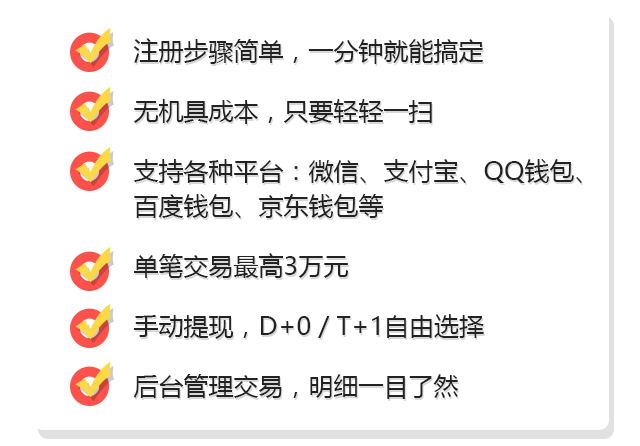 注册步骤简单，一分钟就能搞定
无机具成本，只要轻轻一扫
支持各种平台：微信、支付宝、QQ钱包、
百度钱包、京东钱包等
单笔交易最高3万元
手动提现，D+0 / T+1自由选择
后台管理交易，明细一目了然